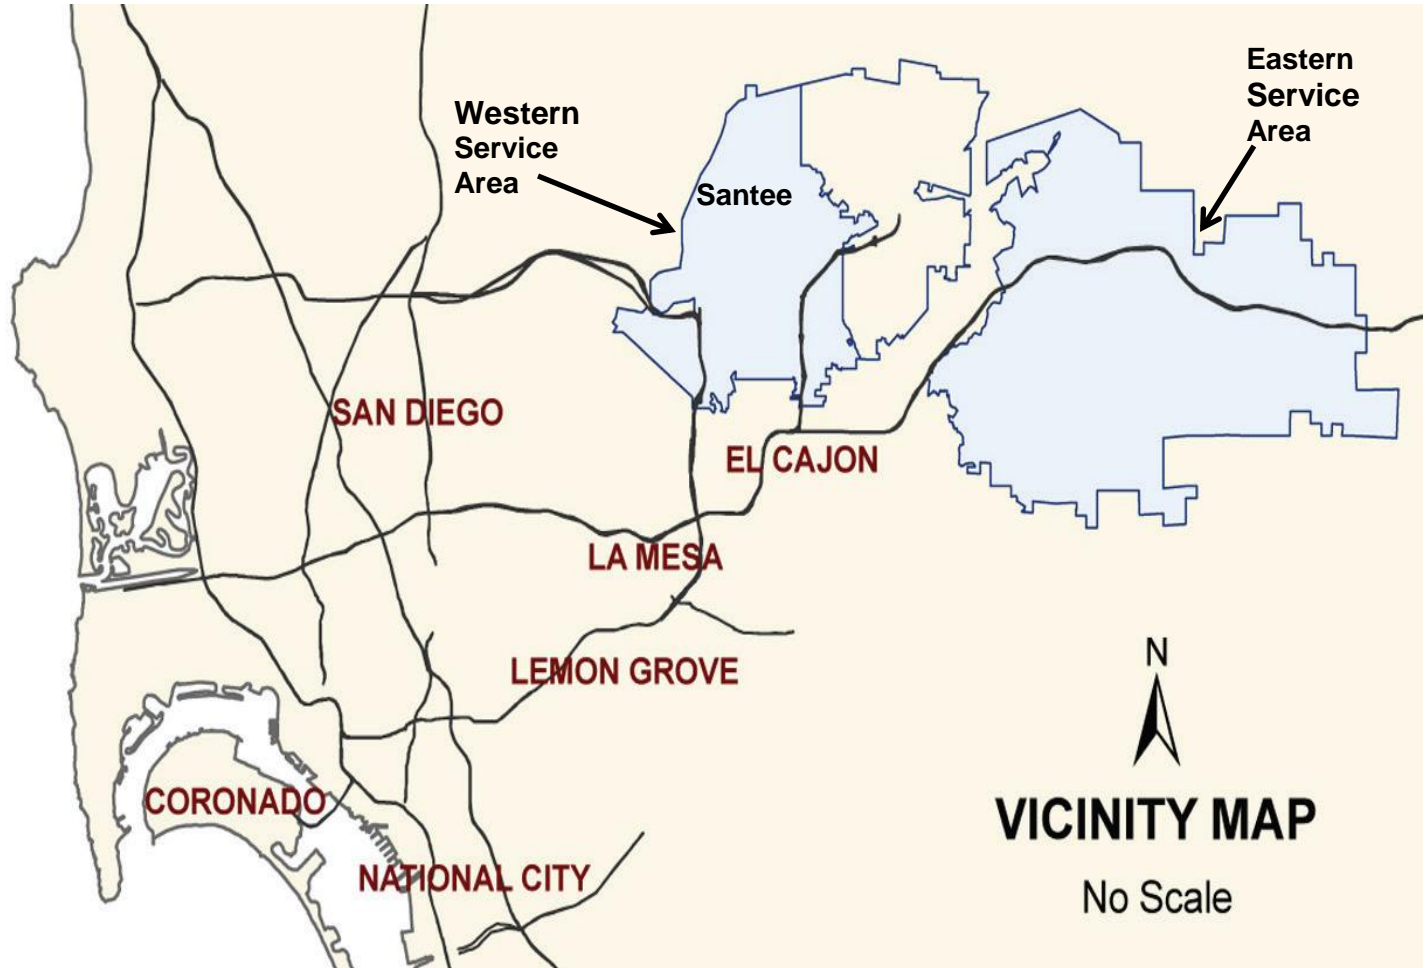 Eastern
Service
Area
Western
Service
Area
Santee
SAN DIEGO
EL CAJON
LA MESA
LEMON GROVE
N
CORONADO
VICINITY MAP
NATIONAL CITY
No Scale